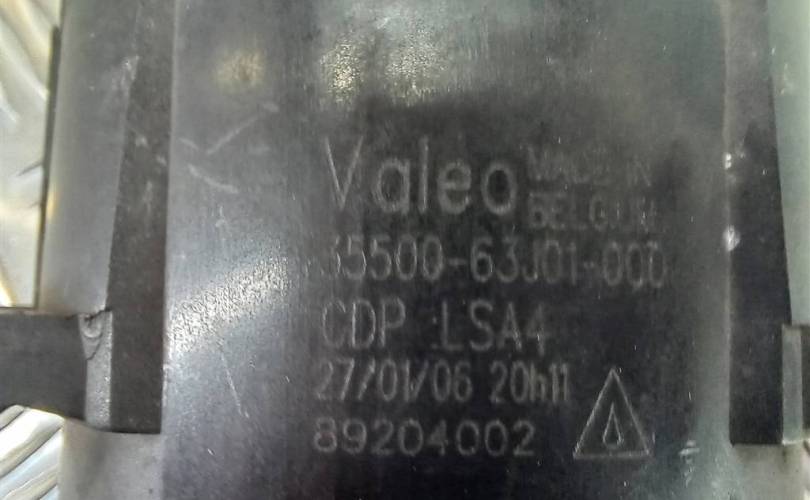 Valeo MADE IN
BELGIUM
35500-63J01-000
CDP LSA4
27/01/06 20h11
89204002